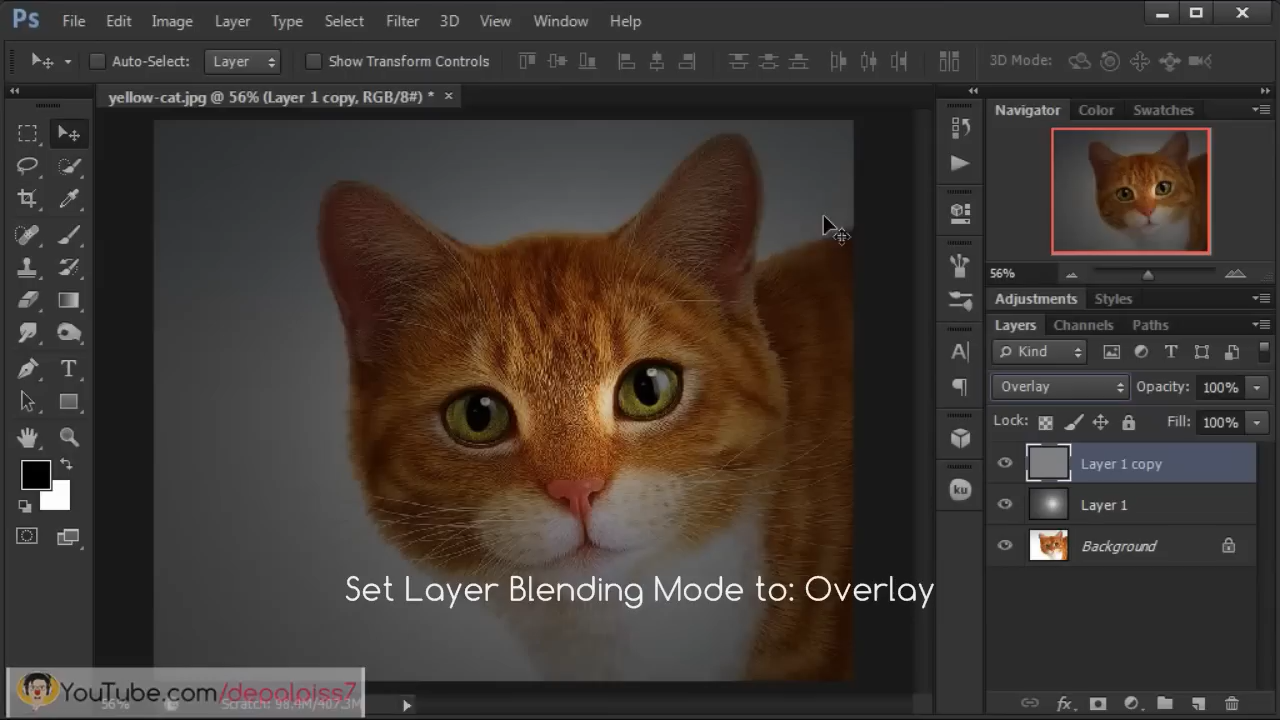 Ps File Edit Image Layer Type Select Filter 3D View Window Help
Auto-Select: Layer Show Transform Controls 3D Mode:
yellow-cat.jpg @ 56% (Layer 1 copy, RGB/8#) * ×
Navigator Color Swatches
56%
Adjustments Styles
Layers Channels Paths
Kind
Overlay Opacity: 100%
Lock: Fill: 100%
Layer 1 copy
Layer 1
Background
ku
Set Layer Blending Mode to: Overlay
YouTube.com/depaloiss7
56% Scratch: 98.4M/407.3M